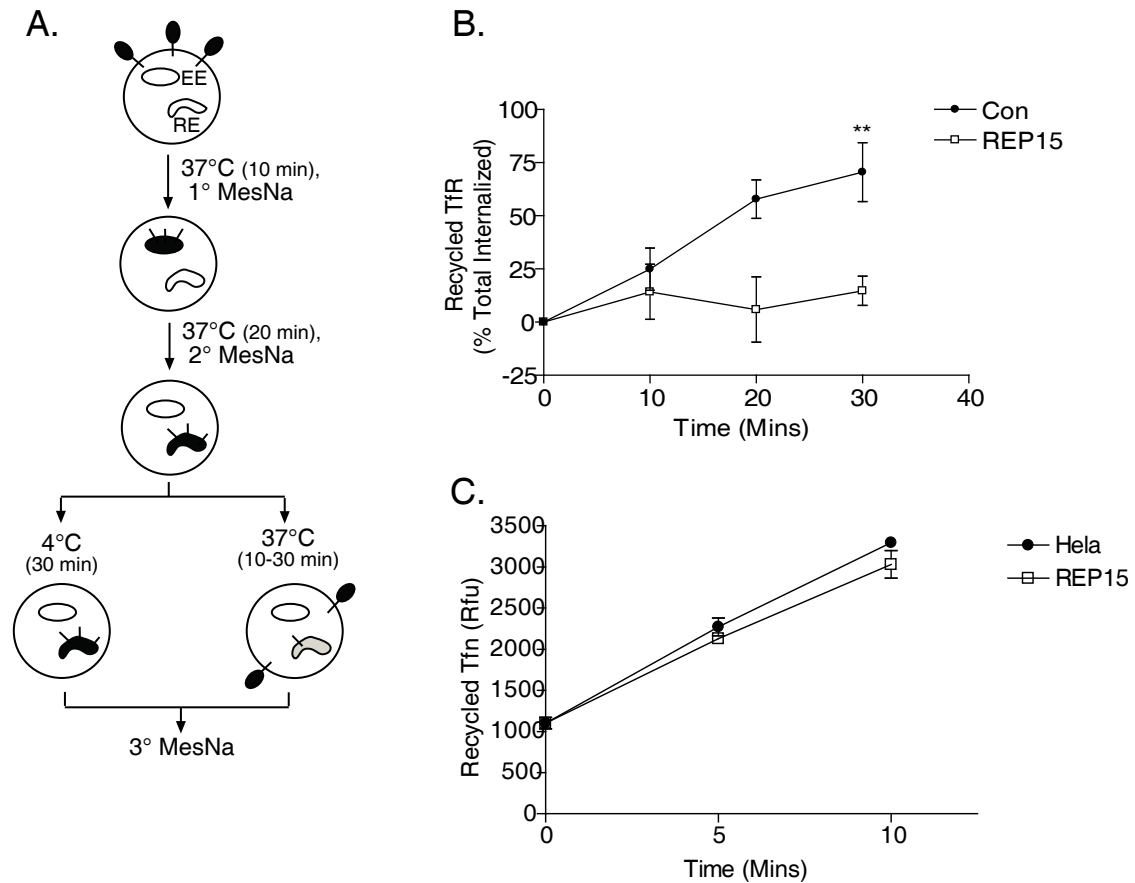 A.
EE
RE
37°C (10 min),
1° MesNa
37°C (20 min),
2° MesNa
4°C
(30 min)
37°C
(10-30 min)
3° MesNa
B.
Recycled TfR
(% Total Internalized)
100
75
50
25
0
-25
0
10
20
30
40
Time (Mins)
**
Con
REP15
C.
Recycled Tfn (Rfu)
3500
3000
2500
2000
1500
1000
500
0
0
5
10
Time (Mins)
Hela
REP15